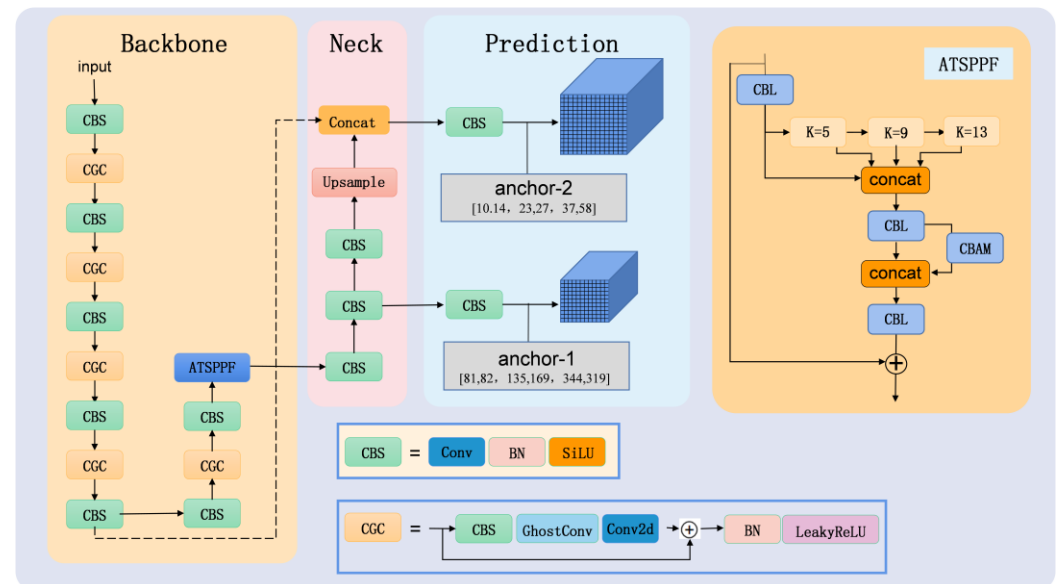 Backbone
input
CBS
CGC
CBS
CGC
CBS
CGC
CBS
CGC
CBS
CBS
CGC
CBS
ATSPPF
Neck
Concat
Upsample
CBS
CBS
CBS
Prediction
CBS
anchor-2
[10.14, 23,27, 37,58]
CBS
anchor-1
[81,82, 135,169, 344,319]
ATSPPF
CBL
K=5 K=9 K=13
concat
CBL
CBAM
concat
CBL
CBS = Conv BN SiLU
CGC = CBS GhostConv Conv2d BN LeakyReLU